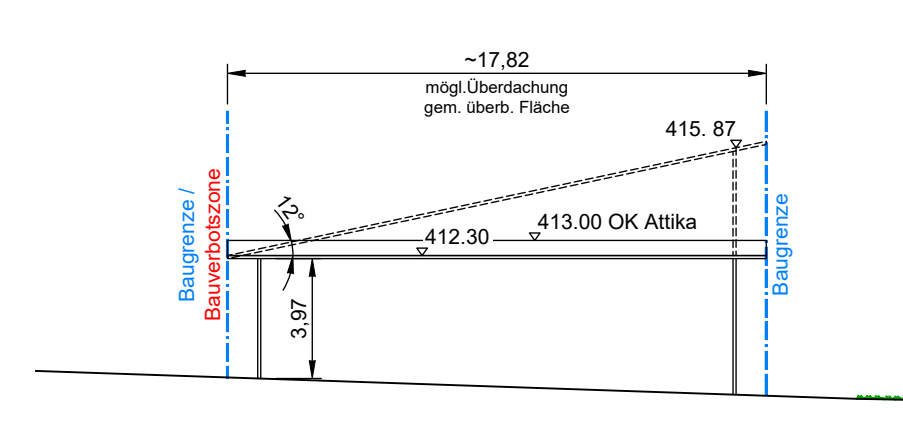 ~17,82
mögl.Überdachung
gem. überb. Fläche
415. 87
Baugrenze /
Bauverbotszone
12°
412.30
413.00 OK Attika
Baugrenze
3,97